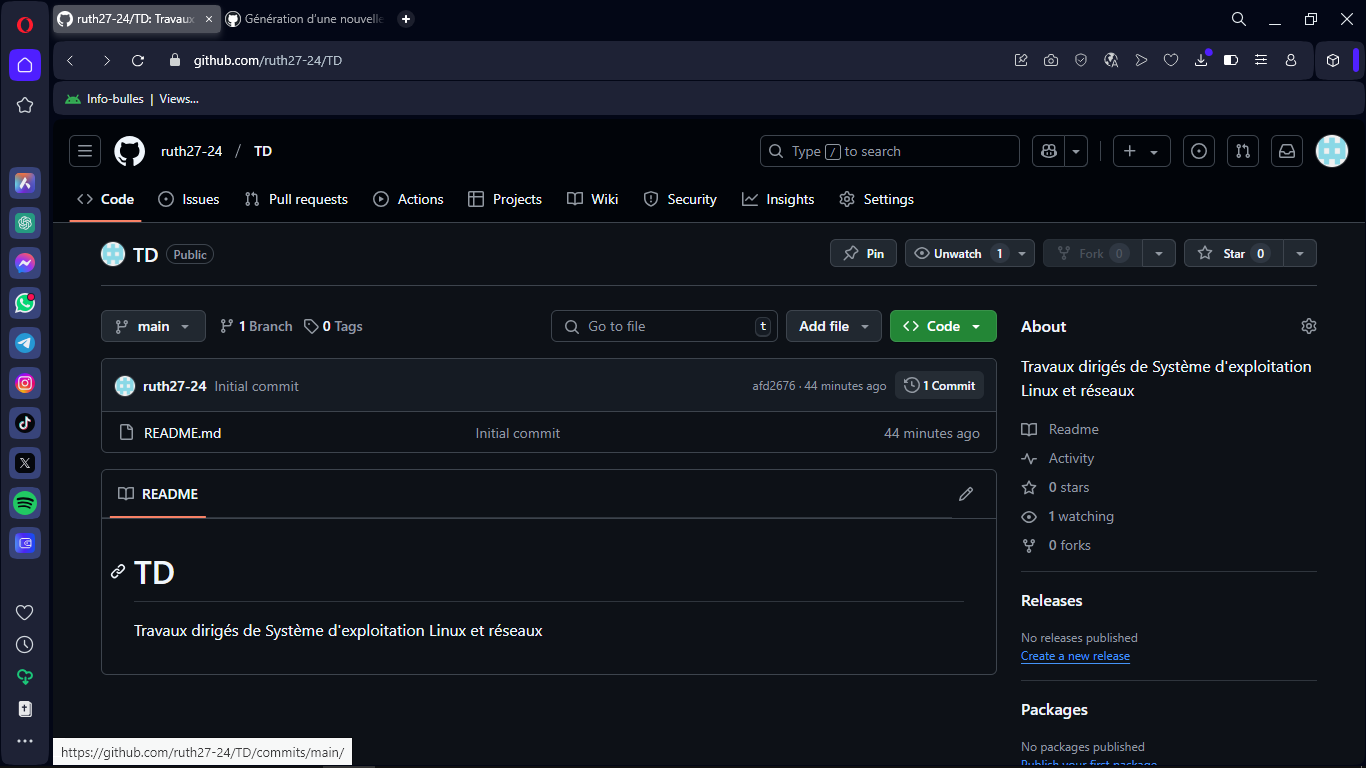 ruth27-24/TD: Travaux
Génération d'une nouvelle
github.com/ruth27-24/TD
Info-bulles | Views...
ruth27-24 / TD
Type / to search
Code Issues Pull requests Actions Projects Wiki Security Insights Settings
TD Public
Pin Unwatch 1 Fork 0 Star 0
main 1 Branch 0 Tags Go to file t Add file Code
About
Travaux dirigés de Système d'exploitation
Linux et réseaux
ruth27-24 Initial commit afd2676 · 44 minutes ago 1 Commit
README.md Initial commit 44 minutes ago
Readme
Activity
0 stars
1 watching
0 forks
README
TD
Travaux dirigés de Système d'exploitation Linux et réseaux
Releases
No releases published
Create a new release
Packages
No packages published
Publish your first package
https://github.com/ruth27-24/TD/commits/main/